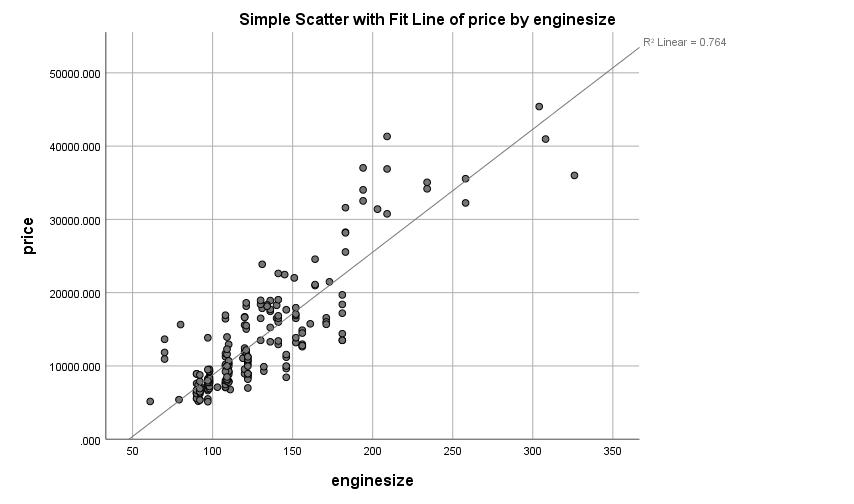 Simple Scatter with Fit Line of price by enginesize
R² Linear = 0.764
50000.000
40000.000
30000.000
20000.000
10000.000
.000
price
50 100 150 200 250 300 350
enginesize